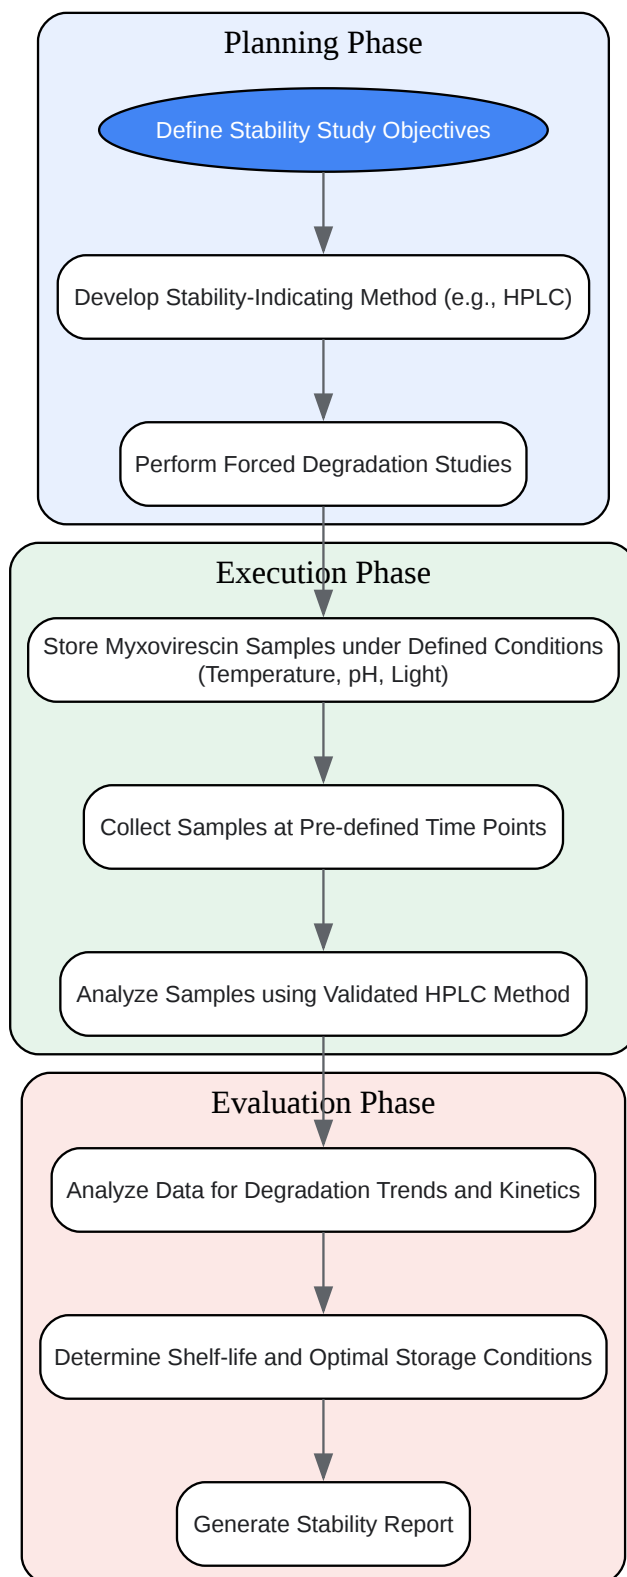 Planning Phase
Define Stability Study Objectives
Develop Stability-Indicating Method (e.g., HPLC)
Perform Forced Degradation Studies
Execution Phase
Store Myxovirescin Samples under Defined Conditions
(Temperature, pH, Light)
Collect Samples at Pre-defined Time Points
Analyze Samples using Validated HPLC Method
Evaluation Phase
Analyze Data for Degradation Trends and Kinetics
Determine Shelf-life and Optimal Storage Conditions
Generate Stability Report